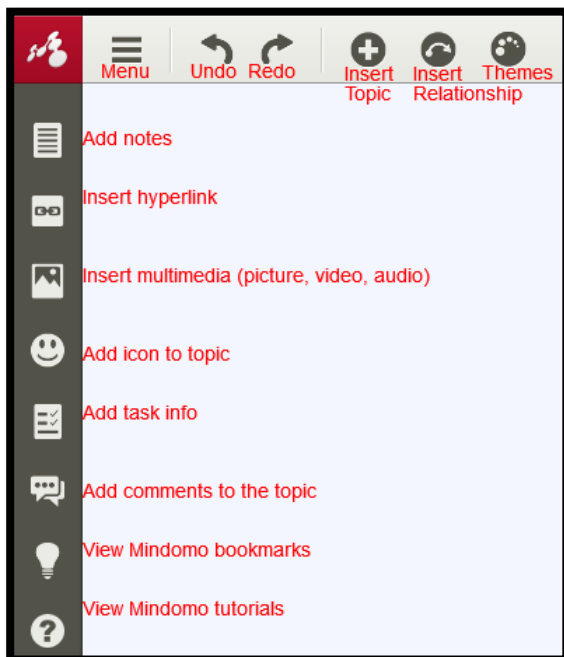 Menu
Undo
Redo
Insert Topic
Insert Relationship
Themes
Add notes
Insert hyperlink
Insert multimedia (picture, video, audio)
Add icon to topic
Add task info
Add comments to the topic
View Mindomo bookmarks
View Mindomo tutorials
?